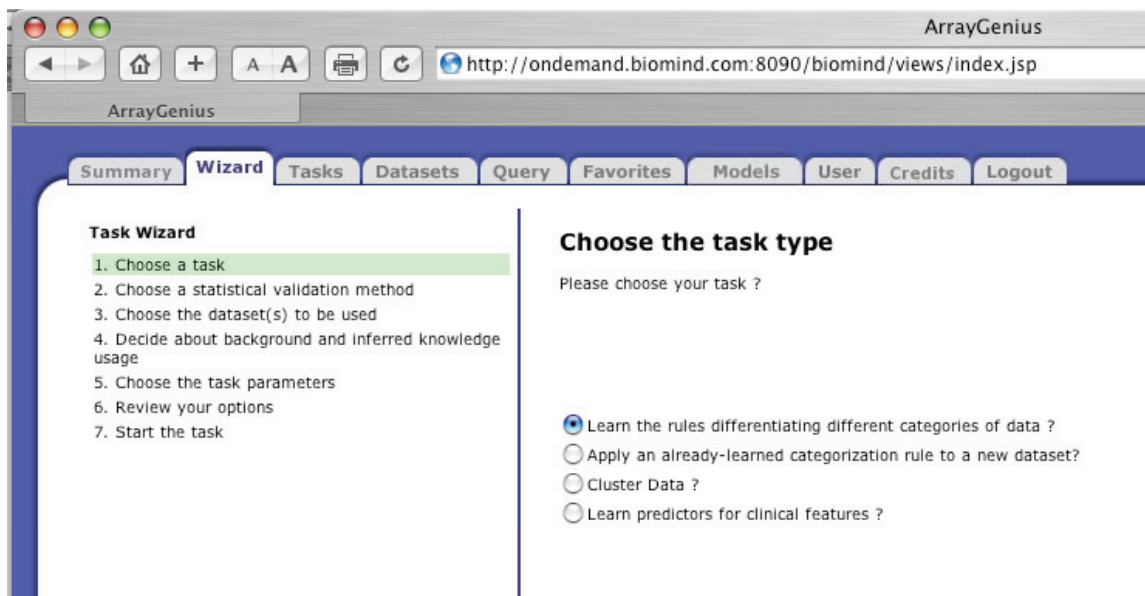 ArrayGenius
A A
http://ondemand.biomind.com:8090/biomind/views/index.jsp
ArrayGenius
Summary Wizard Tasks Datasets Query Favorites Models User Credits Logout
Task Wizard
1. Choose a task
2. Choose a statistical validation method
3. Choose the dataset(s) to be used
4. Decide about background and inferred knowledge
usage
5. Choose the task parameters
6. Review your options
7. Start the task
Choose the task type
Please choose your task ?
Learn the rules differentiating different categories of data ?
Apply an already-learned categorization rule to a new dataset?
Cluster Data ?
Learn predictors for clinical features ?